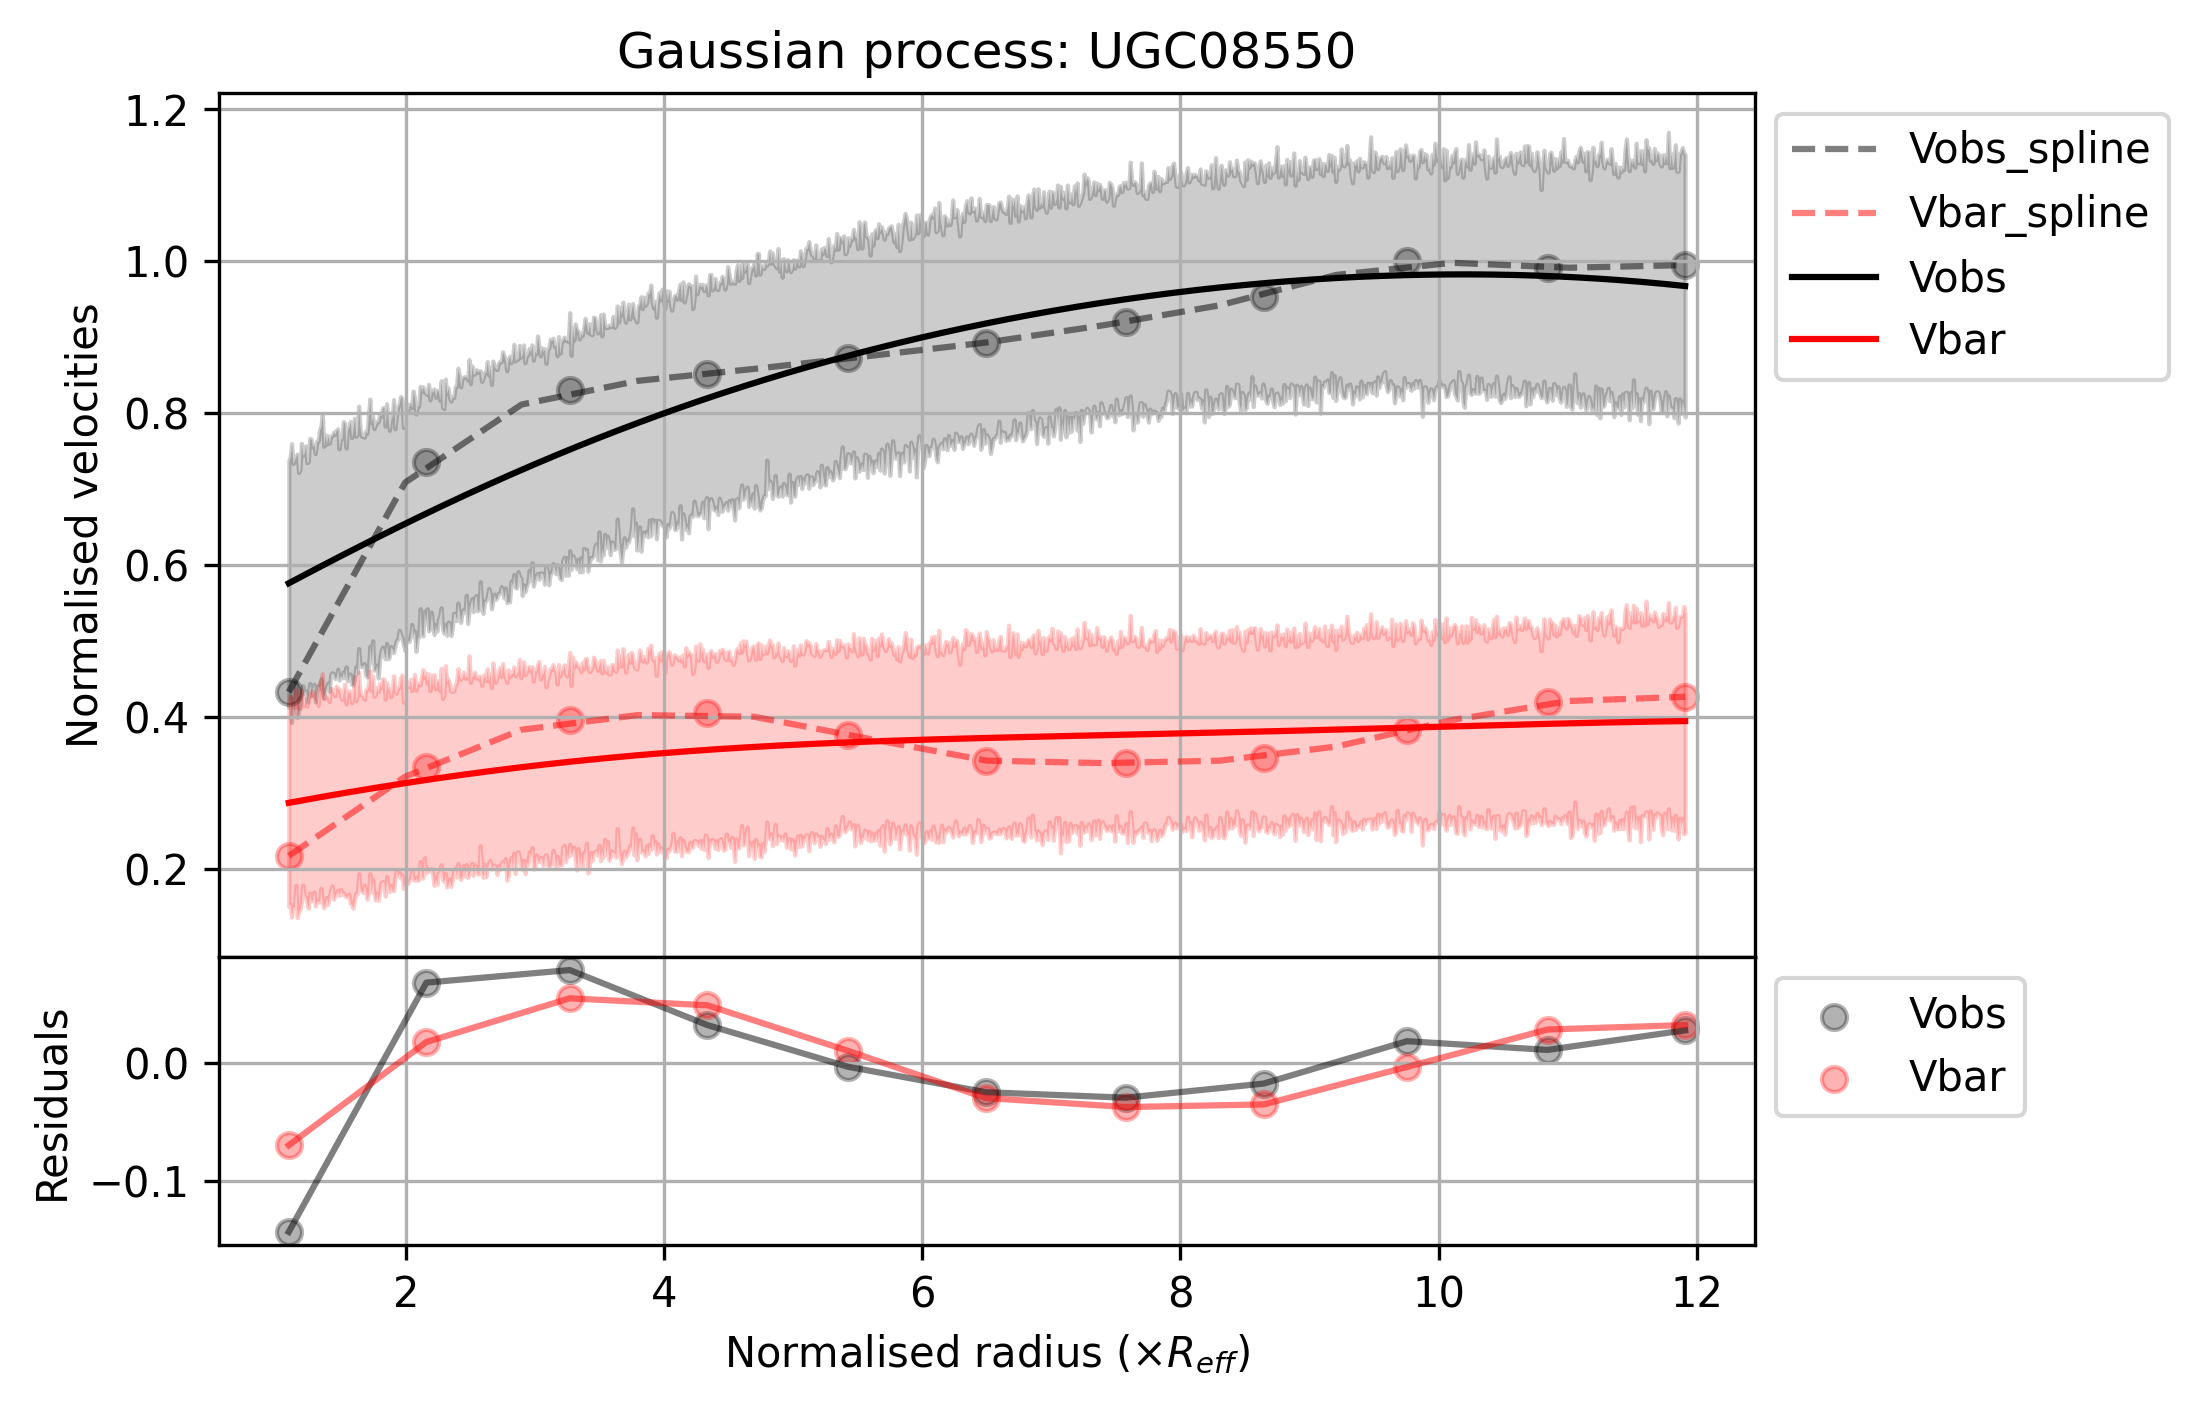 Gaussian process: UGC08550
1.2
1.0
0.8
0.6
0.4
0.2
Normalised velocities
Vobs_spline
Vbar_spline
Vobs
Vbar
0.0
−0.1
Residuals
Vobs
Vbar
2 4 6 8 10 12
Normalised radius (×R_eff)